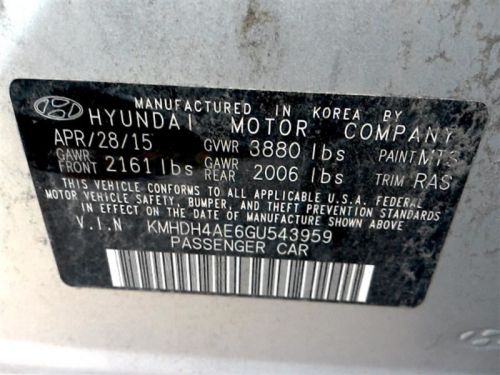 MANUFACTURED IN KOREA BY
HYUNDAI MOTOR COMPANY
APR/28/15 GVWR 3880 lbs PAINT MT3
GAWR FRONT 2161 lbs GAWR REAR 2006 lbs TRIM RAS
THIS VEHICLE CONFORMS TO ALL APPLICABLE U.S.A. FEDERAL
MOTOR VEHICLE SAFETY, BUMPER, AND THEFT PREVENTION STANDARDS
IN EFFECT ON THE DATE OF MANUFACTURE SHOWN ABOVE.
V.I.N KMHDH4AE6GU543959
PASSENGER CAR